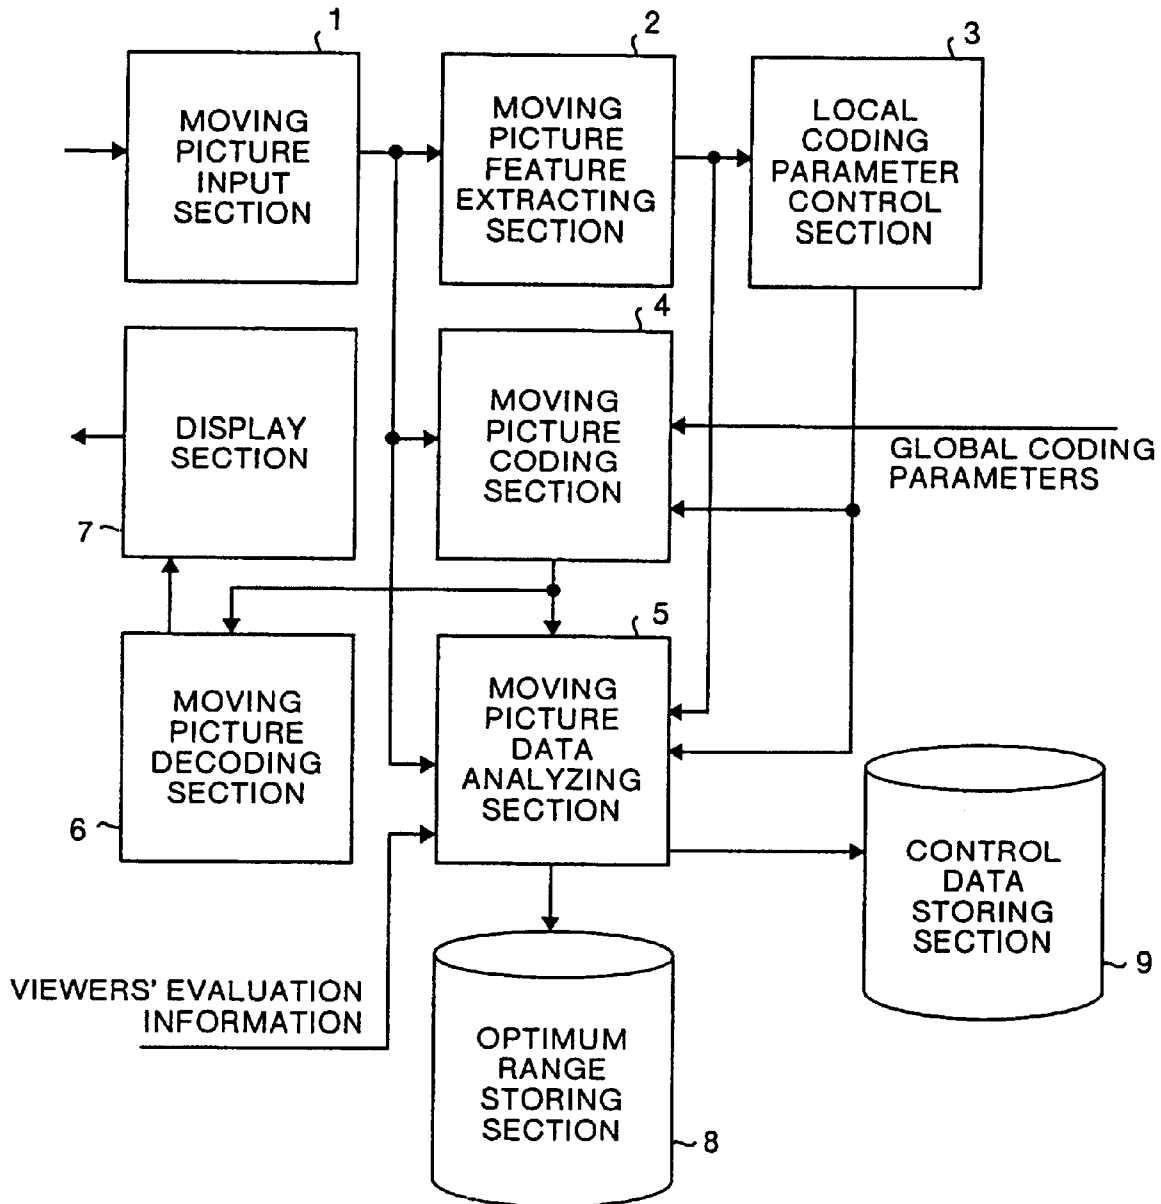 1
MOVING
PICTURE
INPUT
SECTION
2
MOVING
PICTURE
FEATURE
EXTRACTING
SECTION
3
LOCAL
CODING
PARAMETER
CONTROL
SECTION
7
DISPLAY
SECTION
4
MOVING
PICTURE
CODING
SECTION
GLOBAL CODING
PARAMETERS
6
MOVING
PICTURE
DECODING
SECTION
5
MOVING
PICTURE
DATA
ANALYZING
SECTION
CONTROL
DATA
STORING
SECTION
9
VIEWERS' EVALUATION
INFORMATION
OPTIMUM
RANGE
STORING
SECTION
8